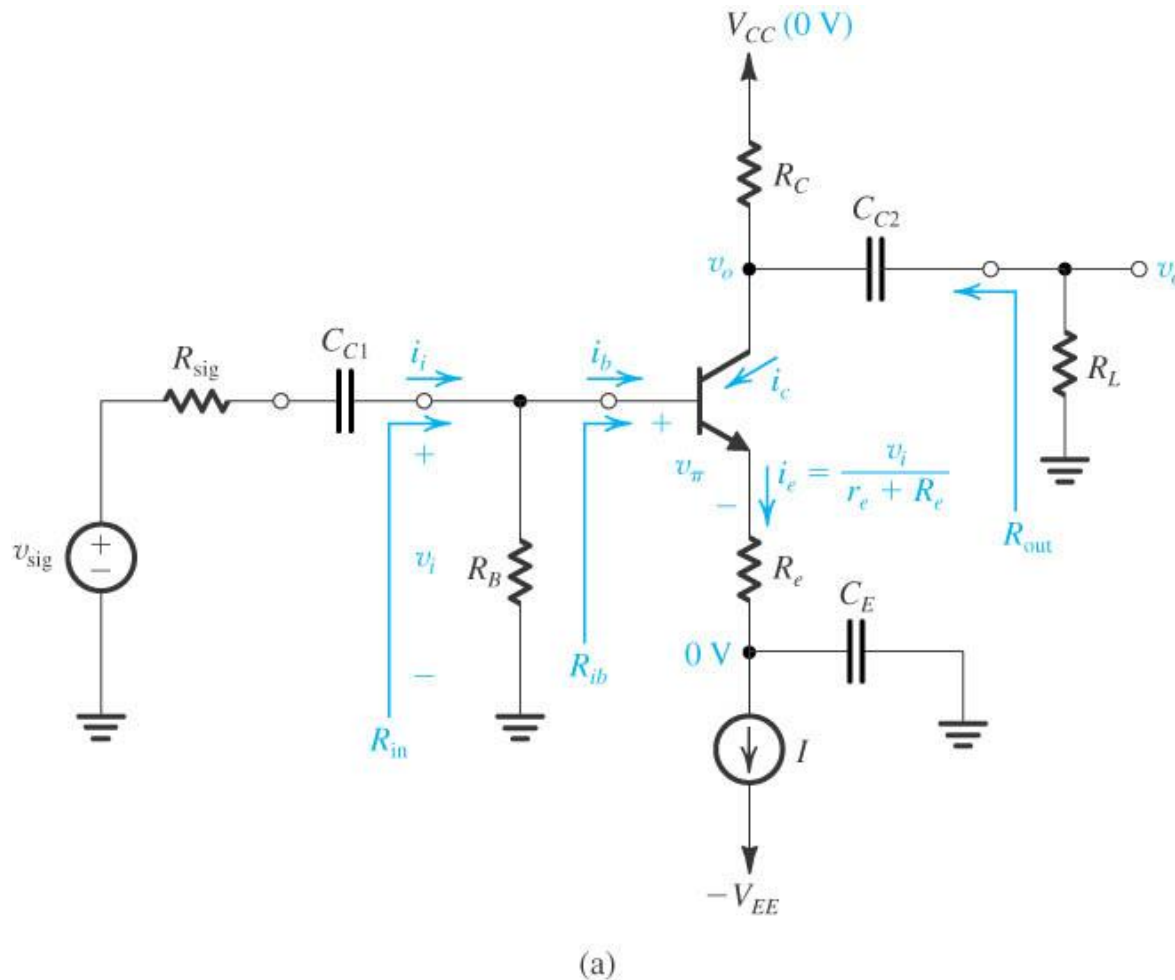 V_CC (0 V)
R_C
C_C2
v_o
v_o
C_C1
i_i
i_b
R_sig
i_c
R_L
+
+
v_π
−
i_e = v_i / (r_e + R_e)
R_out
v_sig
+
−
v_i
R_B
R_e
C_E
−
R_ib
0 V
R_in
I
−V_EE
(a)